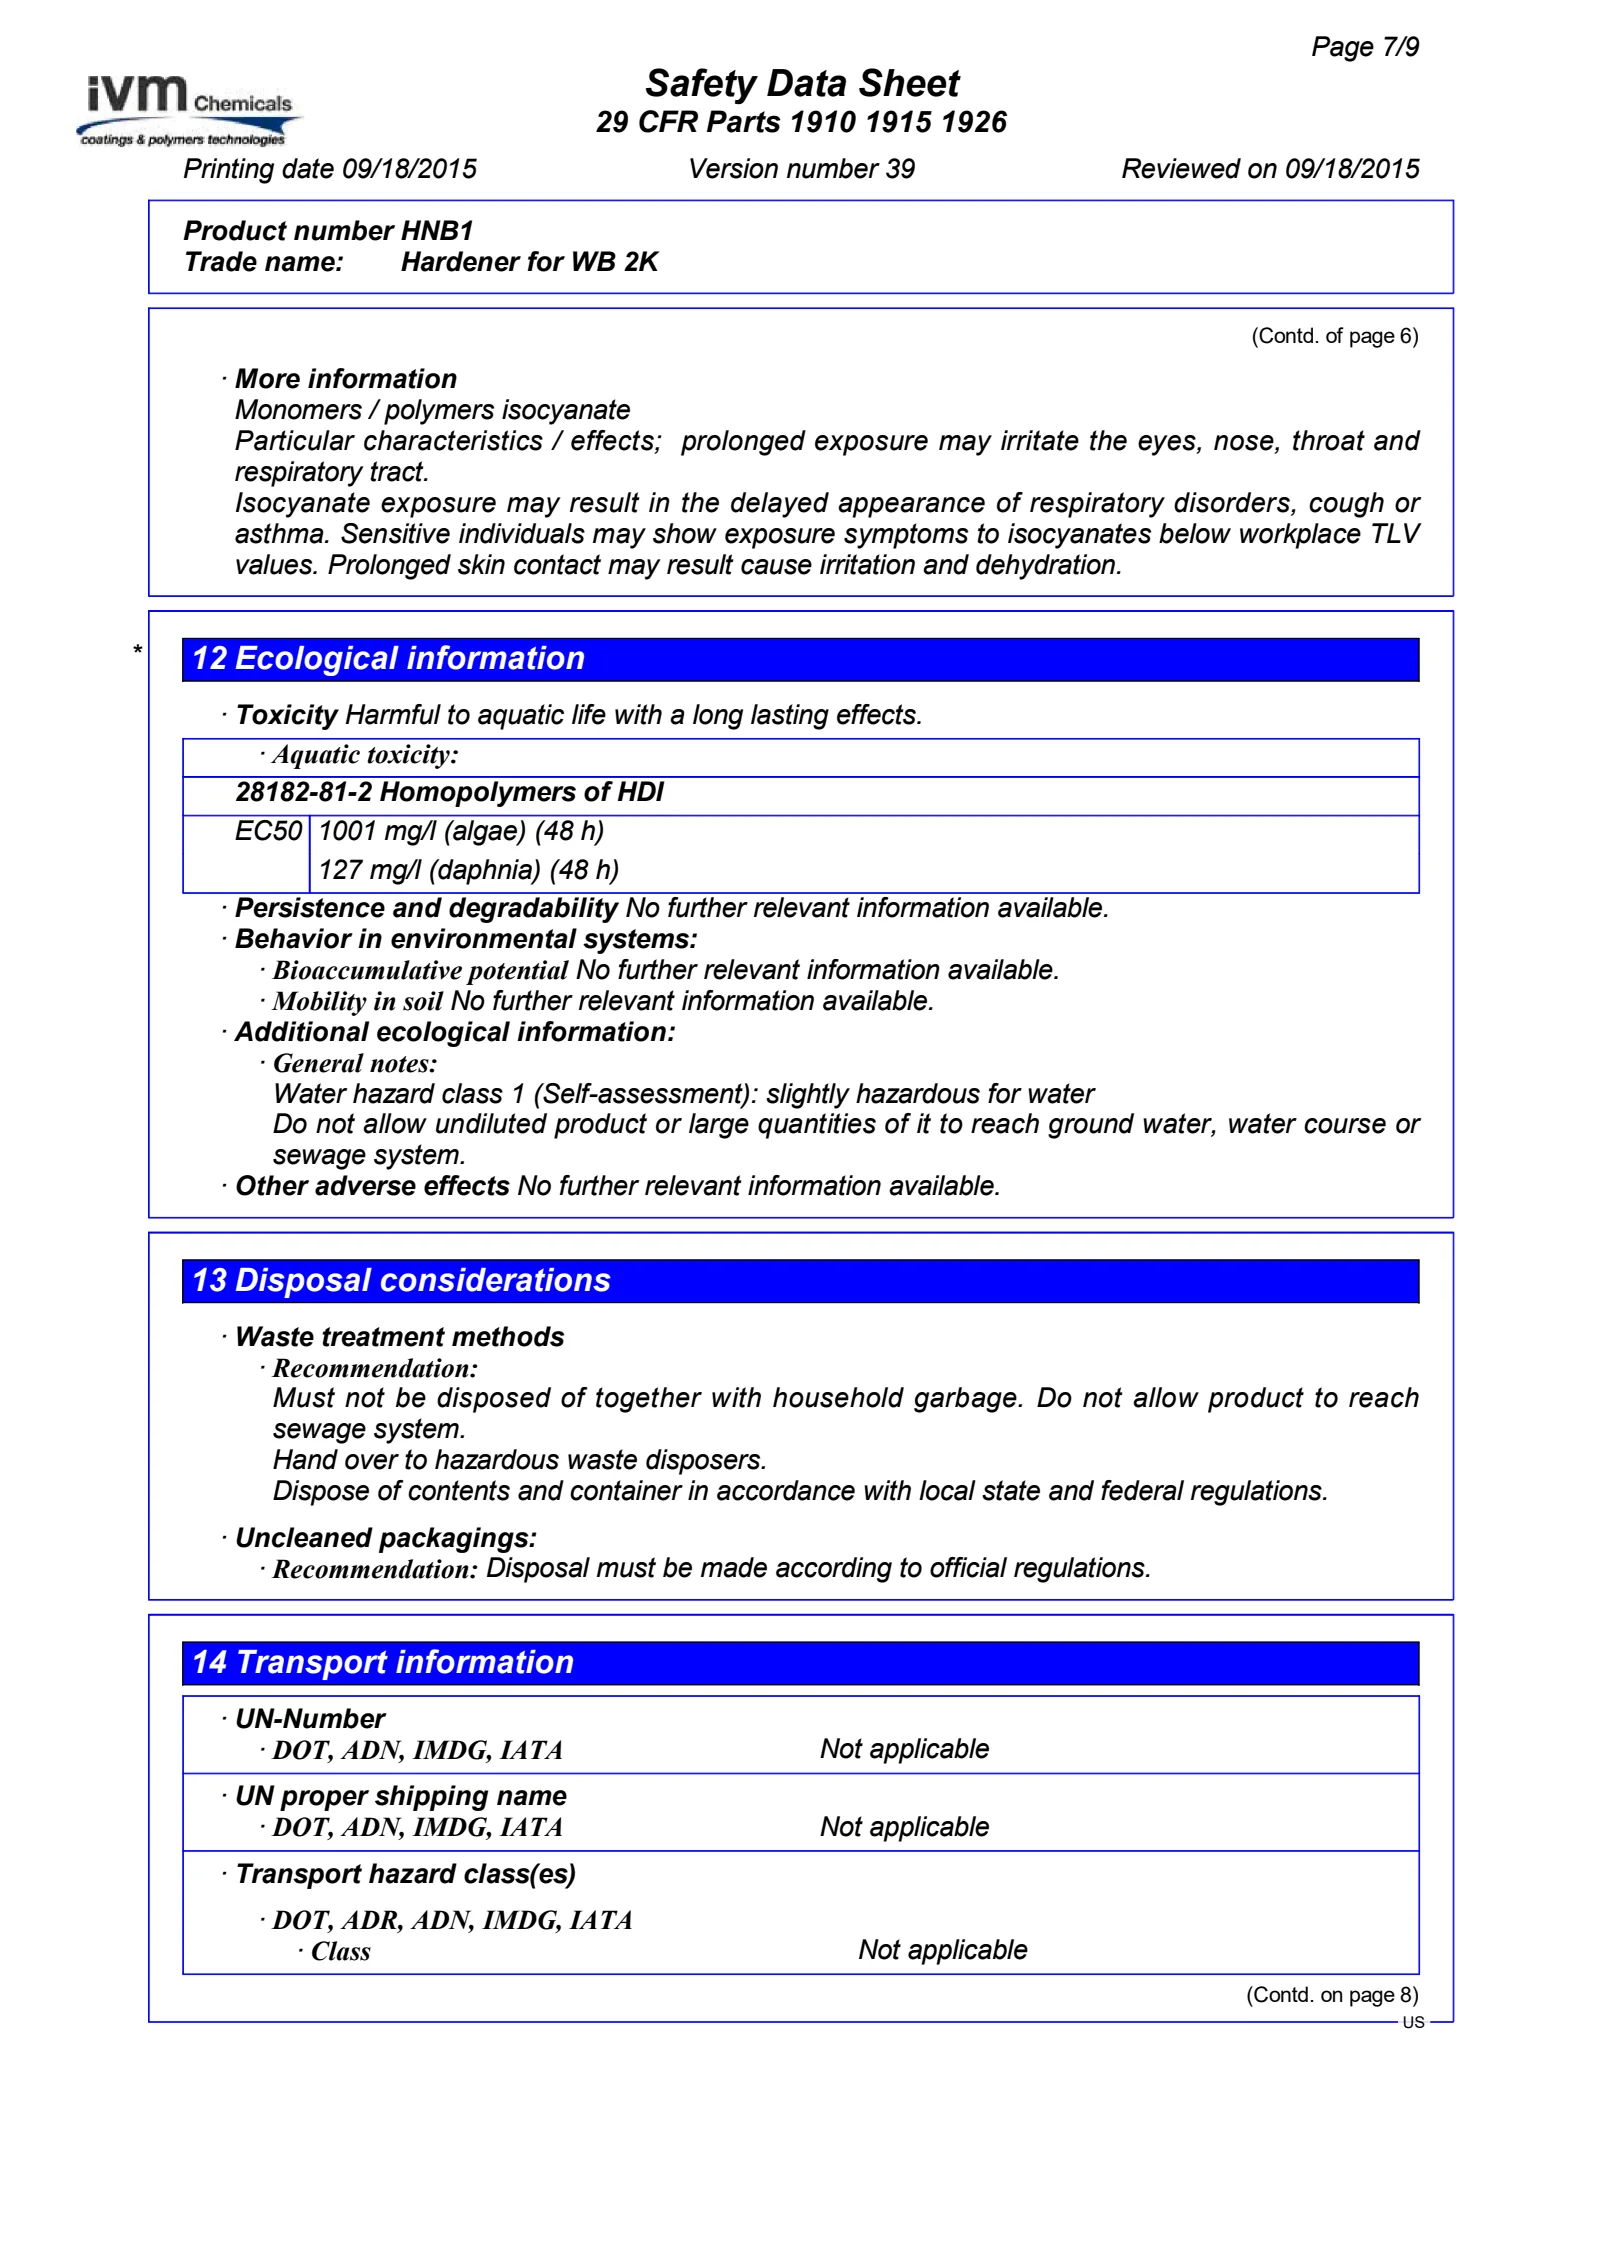 Page 7/9
ivm Chemicals
coatings & polymers technologies
Safety Data Sheet
29 CFR Parts 1910 1915 1926
Printing date 09/18/2015 Version number 39 Reviewed on 09/18/2015
Product number HNB1
Trade name: Hardener for WB 2K
(Contd. of page 6)
· More information
Monomers / polymers isocyanate
Particular characteristics / effects; prolonged exposure may irritate the eyes, nose, throat and
respiratory tract.
Isocyanate exposure may result in the delayed appearance of respiratory disorders, cough or
asthma. Sensitive individuals may show exposure symptoms to isocyanates below workplace TLV
values. Prolonged skin contact may result cause irritation and dehydration.
* 12 Ecological information
· Toxicity Harmful to aquatic life with a long lasting effects.
· Aquatic toxicity:
28182-81-2 Homopolymers of HDI
EC50 1001 mg/l (algae) (48 h)
127 mg/l (daphnia) (48 h)
· Persistence and degradability No further relevant information available.
· Behavior in environmental systems:
· Bioaccumulative potential No further relevant information available.
· Mobility in soil No further relevant information available.
· Additional ecological information:
· General notes:
Water hazard class 1 (Self-assessment): slightly hazardous for water
Do not allow undiluted product or large quantities of it to reach ground water, water course or
sewage system.
· Other adverse effects No further relevant information available.
13 Disposal considerations
· Waste treatment methods
· Recommendation:
Must not be disposed of together with household garbage. Do not allow product to reach
sewage system.
Hand over to hazardous waste disposers.
Dispose of contents and container in accordance with local state and federal regulations.
· Uncleaned packagings:
· Recommendation: Disposal must be made according to official regulations.
14 Transport information
· UN-Number
· DOT, ADN, IMDG, IATA Not applicable
· UN proper shipping name
· DOT, ADN, IMDG, IATA Not applicable
· Transport hazard class(es)
· DOT, ADR, ADN, IMDG, IATA
· Class Not applicable
(Contd. on page 8)
US